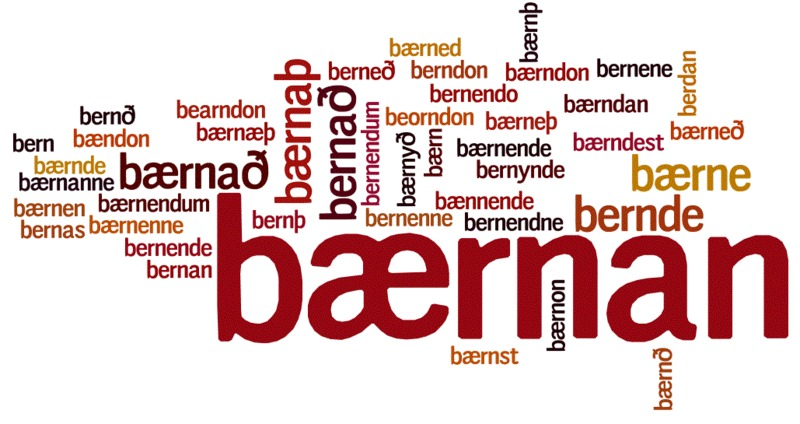 bærnþ
bærned
berneð
berndon
bærndon
bernene
berdan
bærnaþ
bernað
bernendo
bærndan
bernð
bearndon
bernendum
beorndon
bærneþ
bærneð
bern
bændon
bærnæþ
bærnyð
bærn
bærnende
bærndest
bærnde
bærnað
bernynde
bærne
bærnanne
bærnen
bærnendum
bænnende
bernas
bærnenne
bernþ
bernenne
bernendne
bernde
bernende
bernan
bærnan
bærnon
bærnst
bærnð